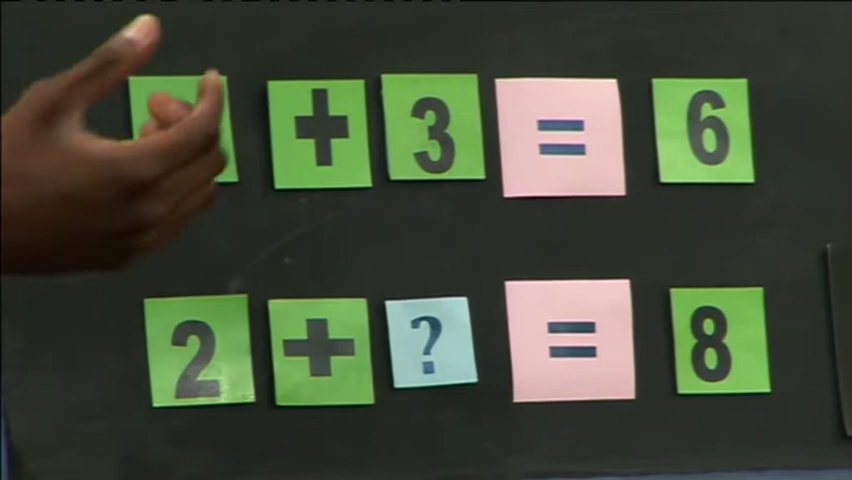 + 3 = 6
2 + ? = 8